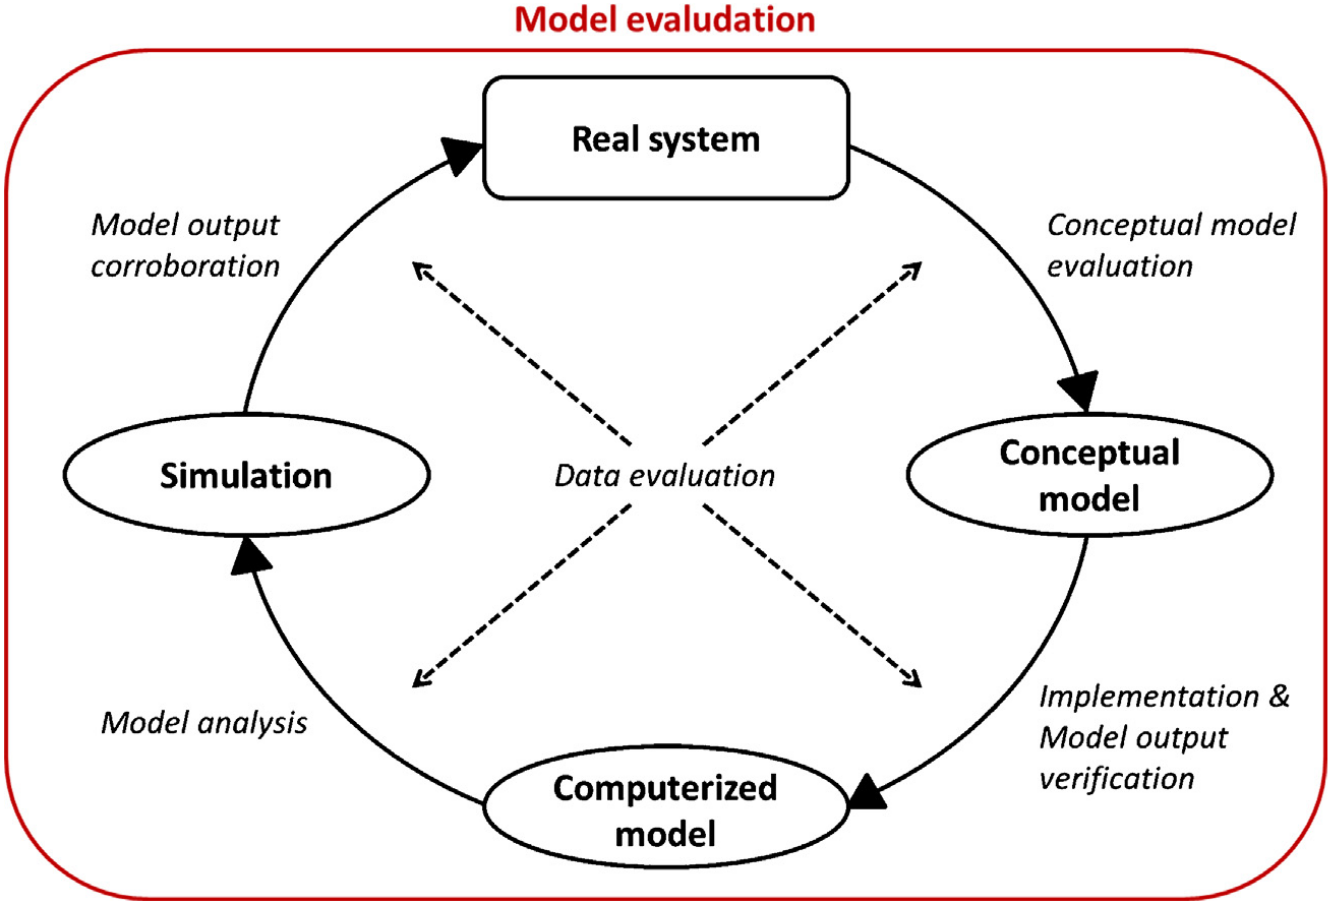 Model evaludation
Real system
Model output
corroboration
Conceptual model
evaluation
Simulation
Data evaluation
Conceptual
model
Model analysis
Implementation &
Model output
verification
Computerized
model